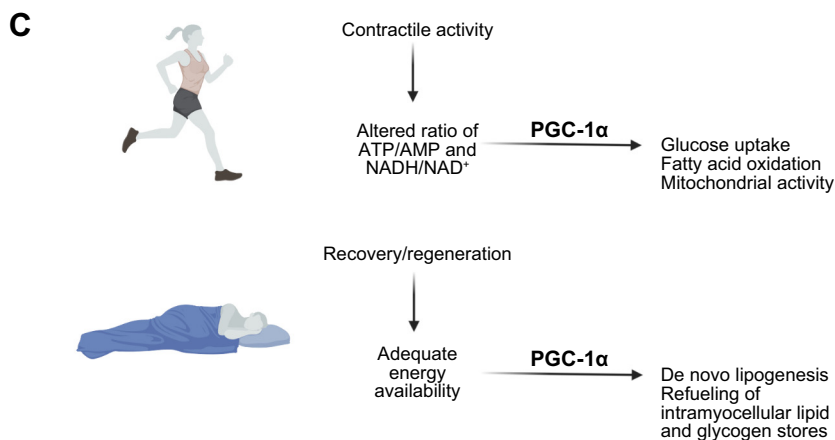 C
Contractile activity
Altered ratio of
ATP/AMP and
NADH/NAD⁺
PGC-1α
Glucose uptake
Fatty acid oxidation
Mitochondrial activity
Recovery/regeneration
Adequate
energy
availability
PGC-1α
De novo lipogenesis
Refueling of
intramyocellular lipid
and glycogen stores